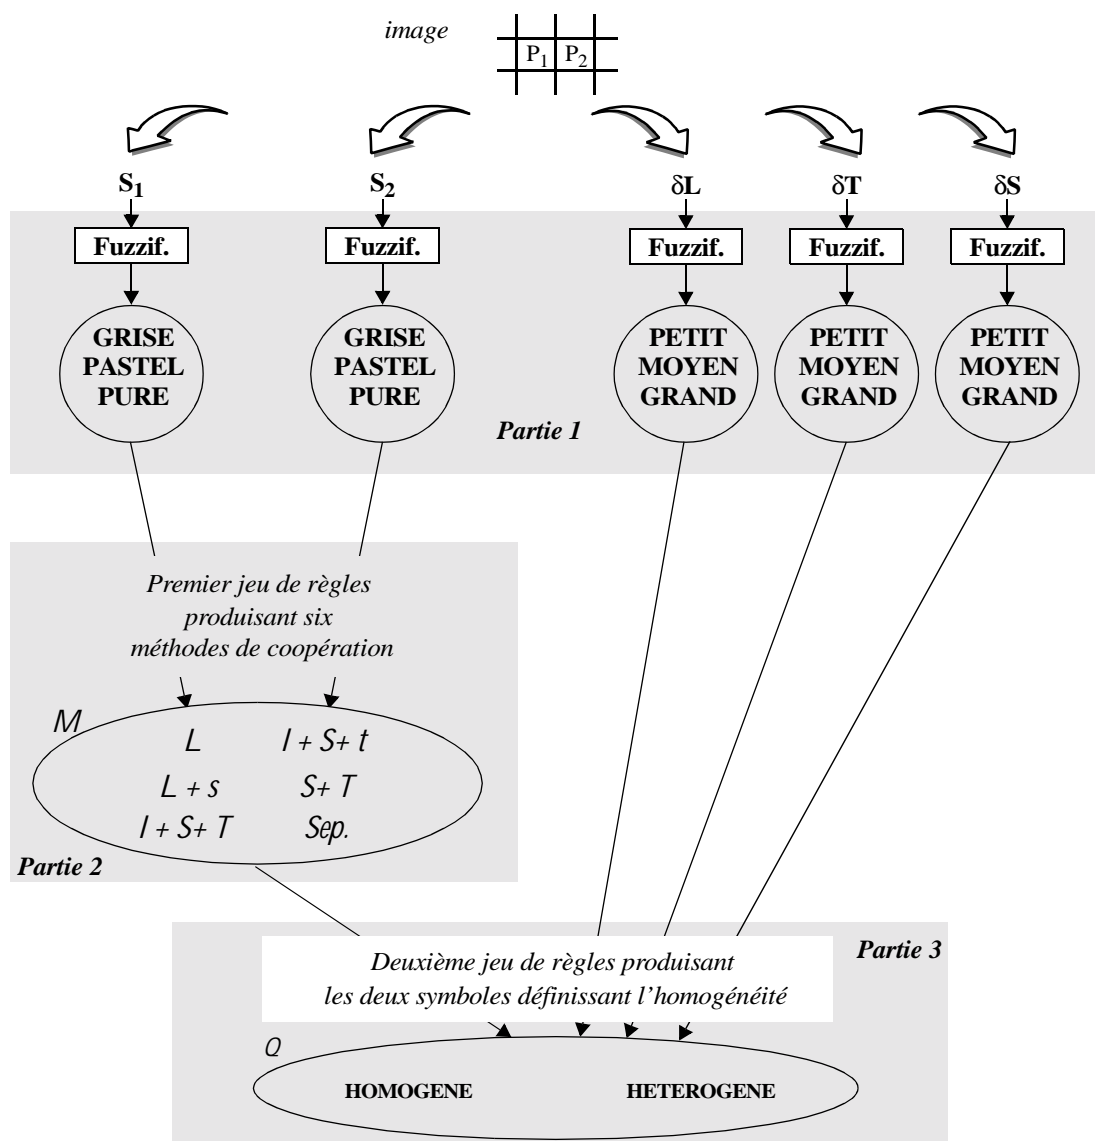 image
P1 P2
S1 S2 δL δT δS
Fuzzif. Fuzzif. Fuzzif. Fuzzif. Fuzzif.
GRISE
PASTEL
PURE
GRISE
PASTEL
PURE
PETIT
MOYEN
GRAND
PETIT
MOYEN
GRAND
PETIT
MOYEN
GRAND
Partie 1
Premier jeu de règles
produisant six
méthodes de coopération
M
L l + S+ t
L + s S+ T
l + S+ T Sep.
Partie 2
Partie 3
Deuxième jeu de règles produisant
les deux symboles définissant l’homogénéité
Q
HOMOGENE HETEROGENE